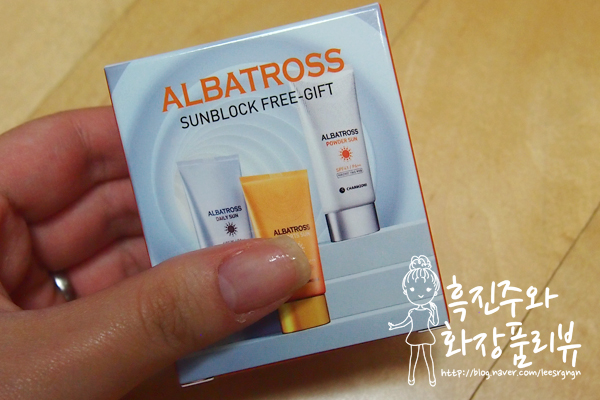 ALBATROSS
SUNBLOCK FREE-GIFT
ALBATROSS
POWDER SUN
CHARMZONE
ALBATROSS
DAILY SUN
ALBATROSS
흑진주와
화장품리뷰
http://blog.naver.com/leesrgngn